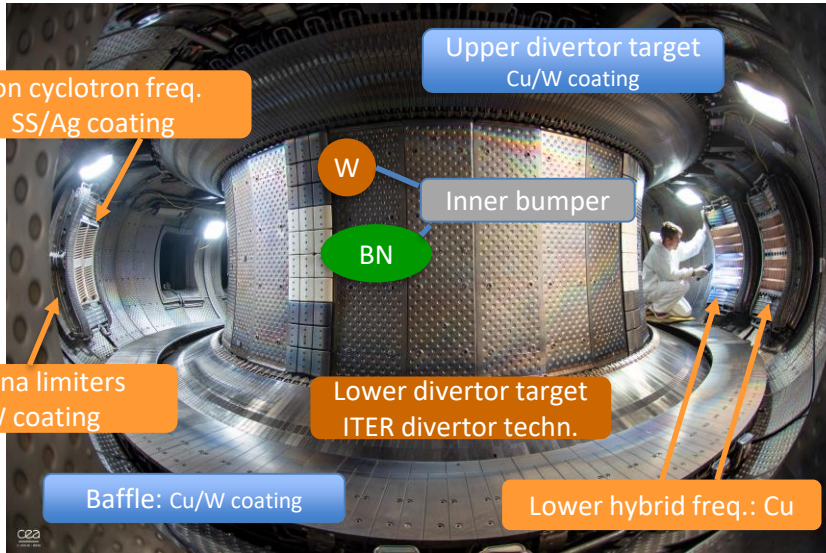 Upper divertor target
Cu/W coating
on cyclotron freq.
SS/Ag coating
W
Inner bumper
BN
na limiters
coating
Lower divertor target
ITER divertor techn.
Baffle: Cu/W coating
Lower hybrid freq.: Cu
cea